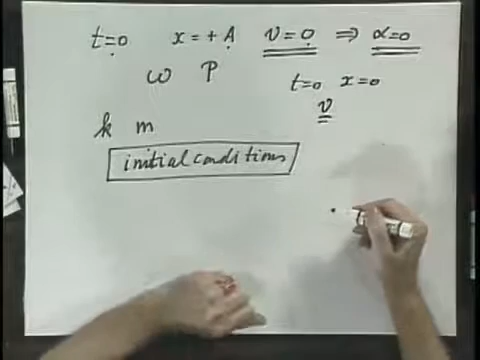 t=0 x=+A v=0 ⇒ α=0
ω P
t=0 x=0
v
k m
initial conditions